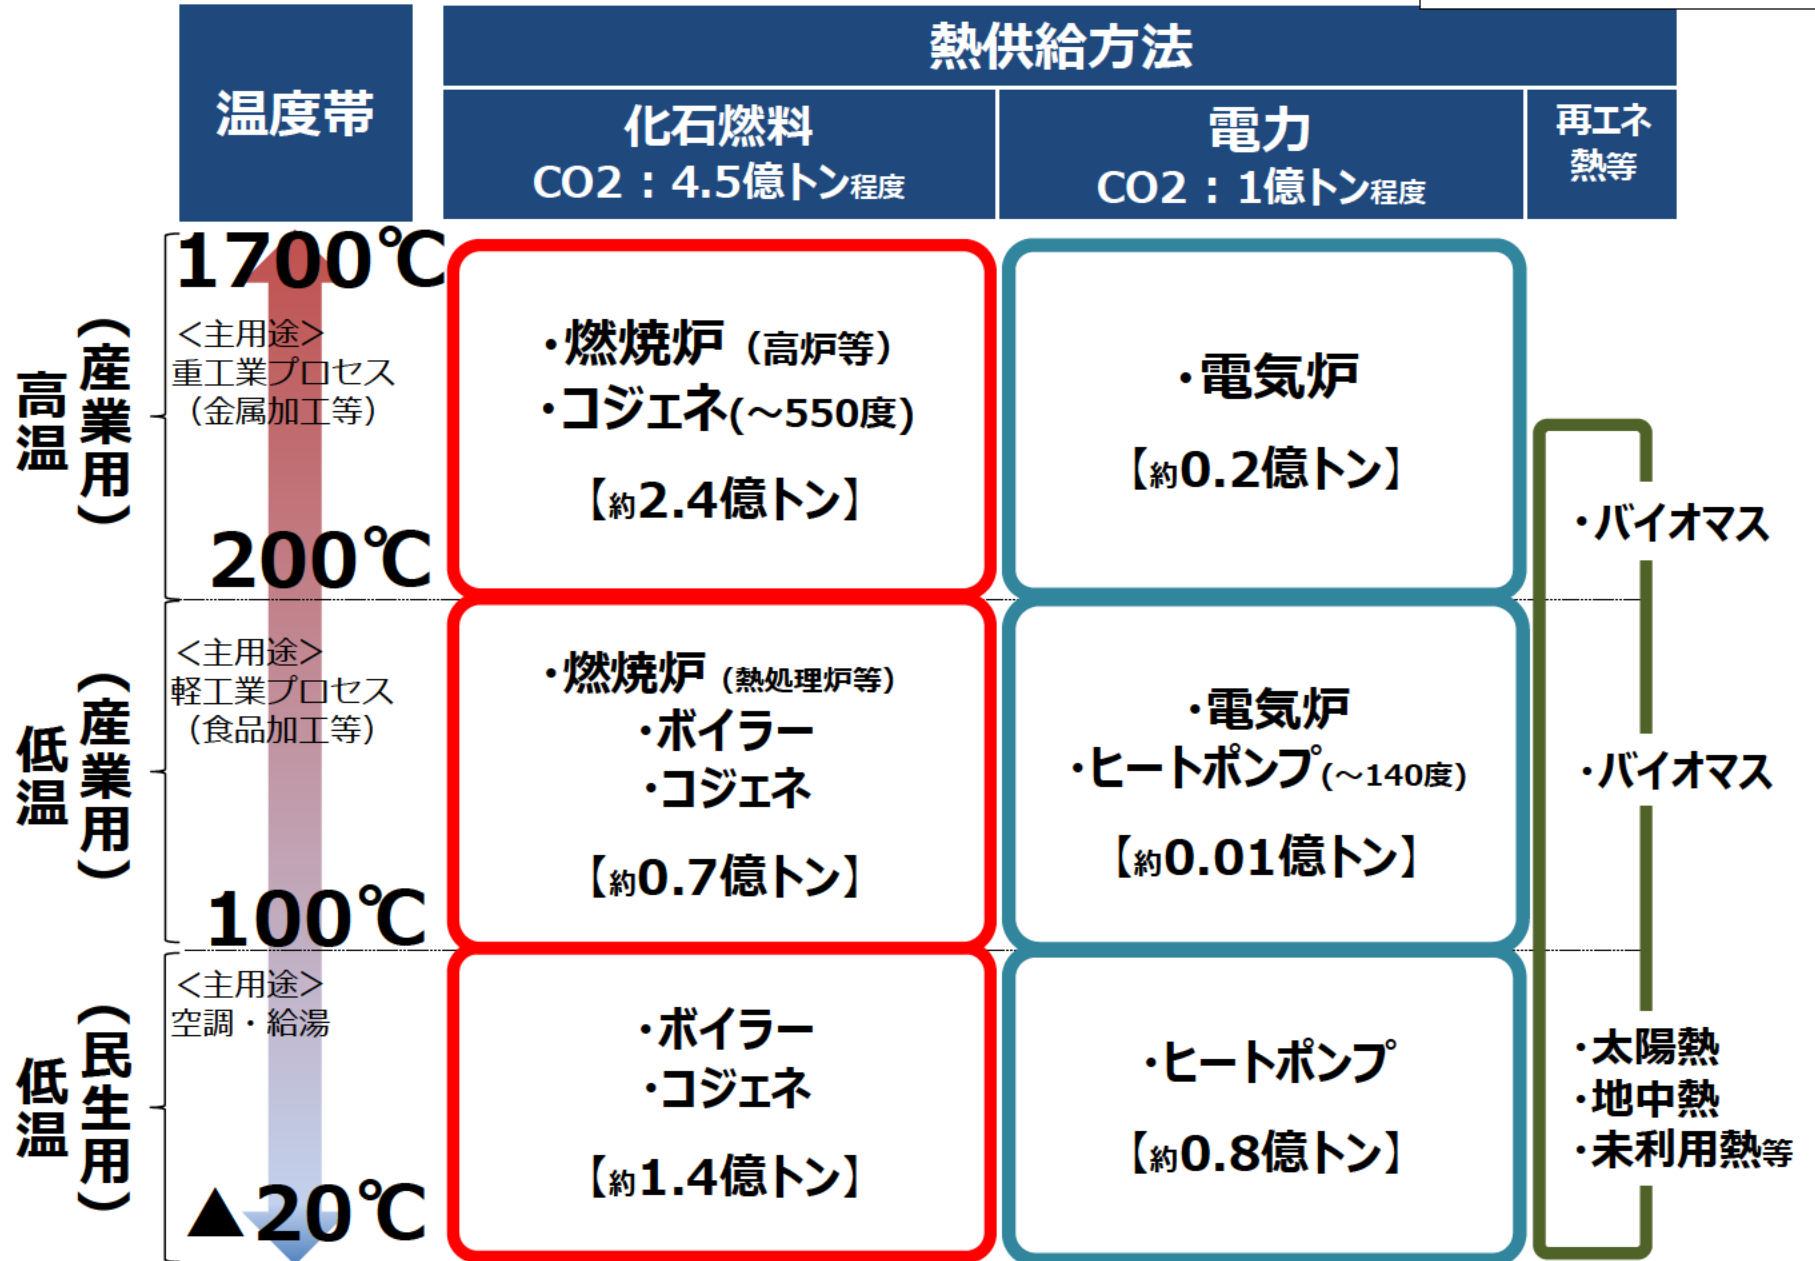 温度帯
熱供給方法
化石燃料
CO2：4.5億トン程度
電力
CO2：1億トン程度
再エネ
熱等
高温
（産業用）
1700℃
＜主用途＞
重工業プロセス
（金属加工等）
200℃
・燃焼炉（高炉等）
・コジェネ(～550度)
【約2.4億トン】
・電気炉
【約0.2億トン】
・バイオマス
低温
（産業用）
＜主用途＞
軽工業プロセス
（食品加工等）
100℃
・燃焼炉（熱処理炉等）
・ボイラー
・コジェネ
【約0.7億トン】
・電気炉
・ヒートポンプ(～140度)
【約0.01億トン】
・バイオマス
低温
（民生用）
＜主用途＞
空調・給湯
▲20℃
・ボイラー
・コジェネ
【約1.4億トン】
・ヒートポンプ
【約0.8億トン】
・太陽熱
・地中熱
・未利用熱等